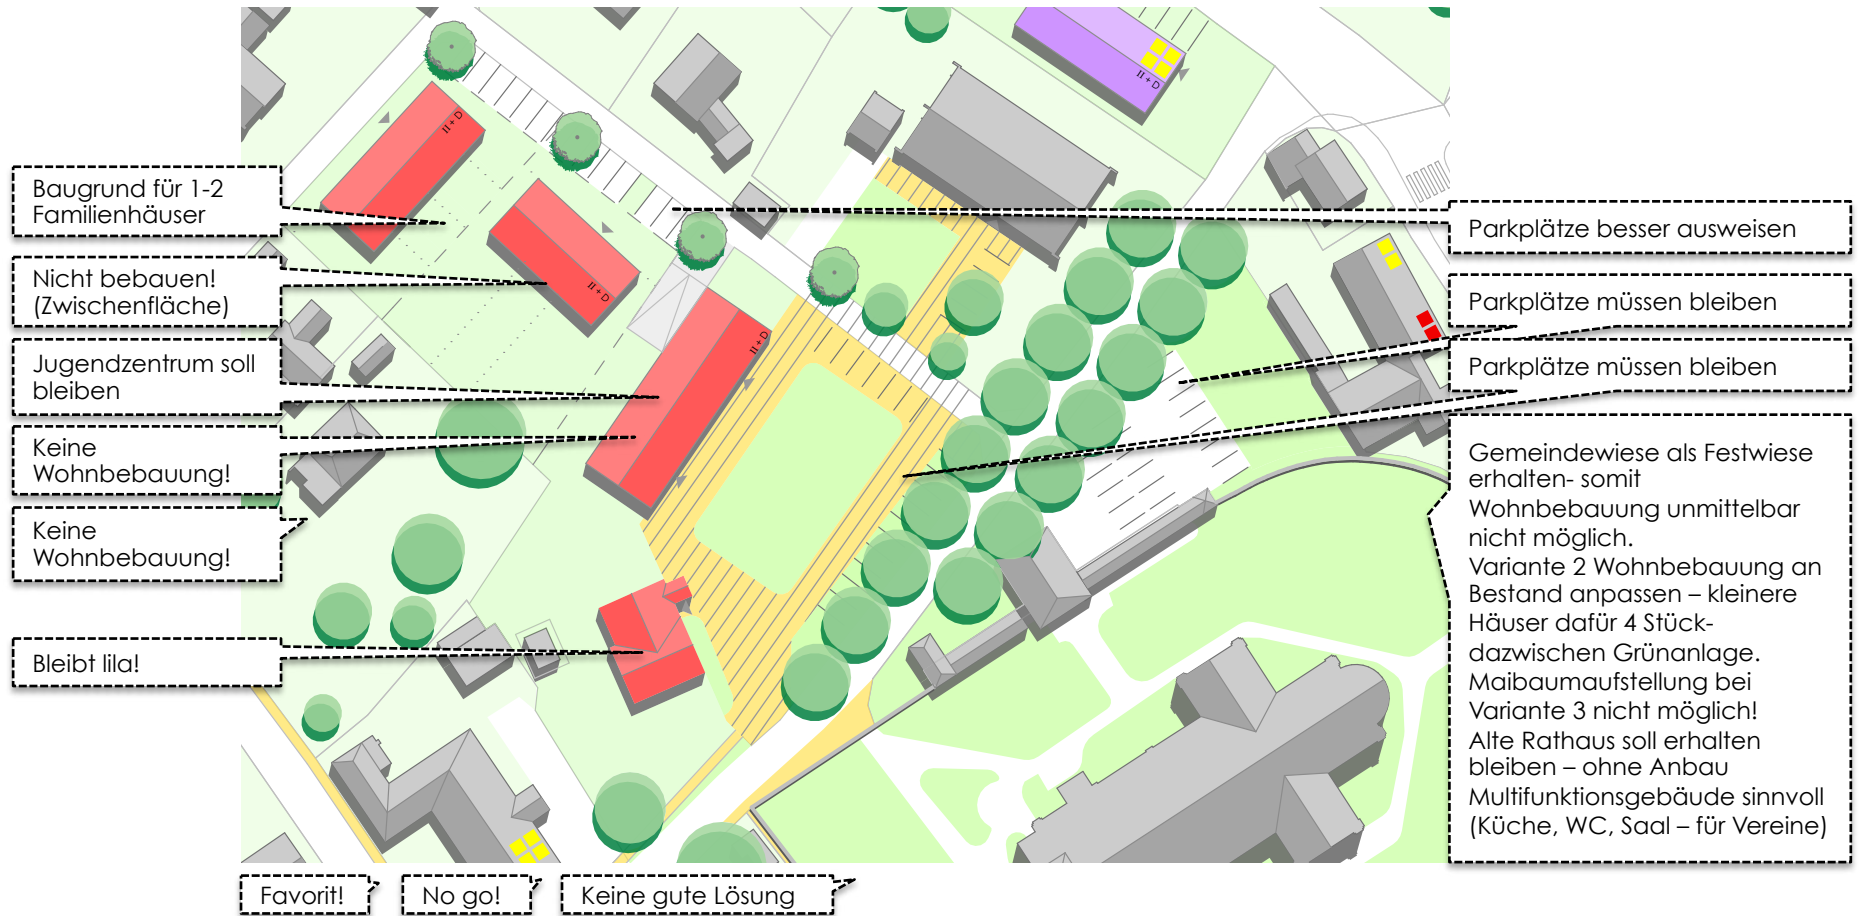 II + D
II + D
II + D
II + D
Baugrund für 1-2
Familienhäuser
Nicht bebauen!
(Zwischenfläche)
Jugendzentrum soll
bleiben
Keine
Wohnbebauung!
Keine
Wohnbebauung!
Bleibt lila!
Parkplätze besser ausweisen
Parkplätze müssen bleiben
Parkplätze müssen bleiben
Gemeindewiese als Festwiese
erhalten- somit
Wohnbebauung unmittelbar
nicht möglich.
Variante 2 Wohnbebauung an
Bestand anpassen – kleinere
Häuser dafür 4 Stück-
dazwischen Grünanlage.
Maibaumaufstellung bei
Variante 3 nicht möglich!
Alte Rathaus soll erhalten
bleiben – ohne Anbau
Multifunktionsgebäude sinnvoll
(Küche, WC, Saal – für Vereine)
Favorit!
No go!
Keine gute Lösung